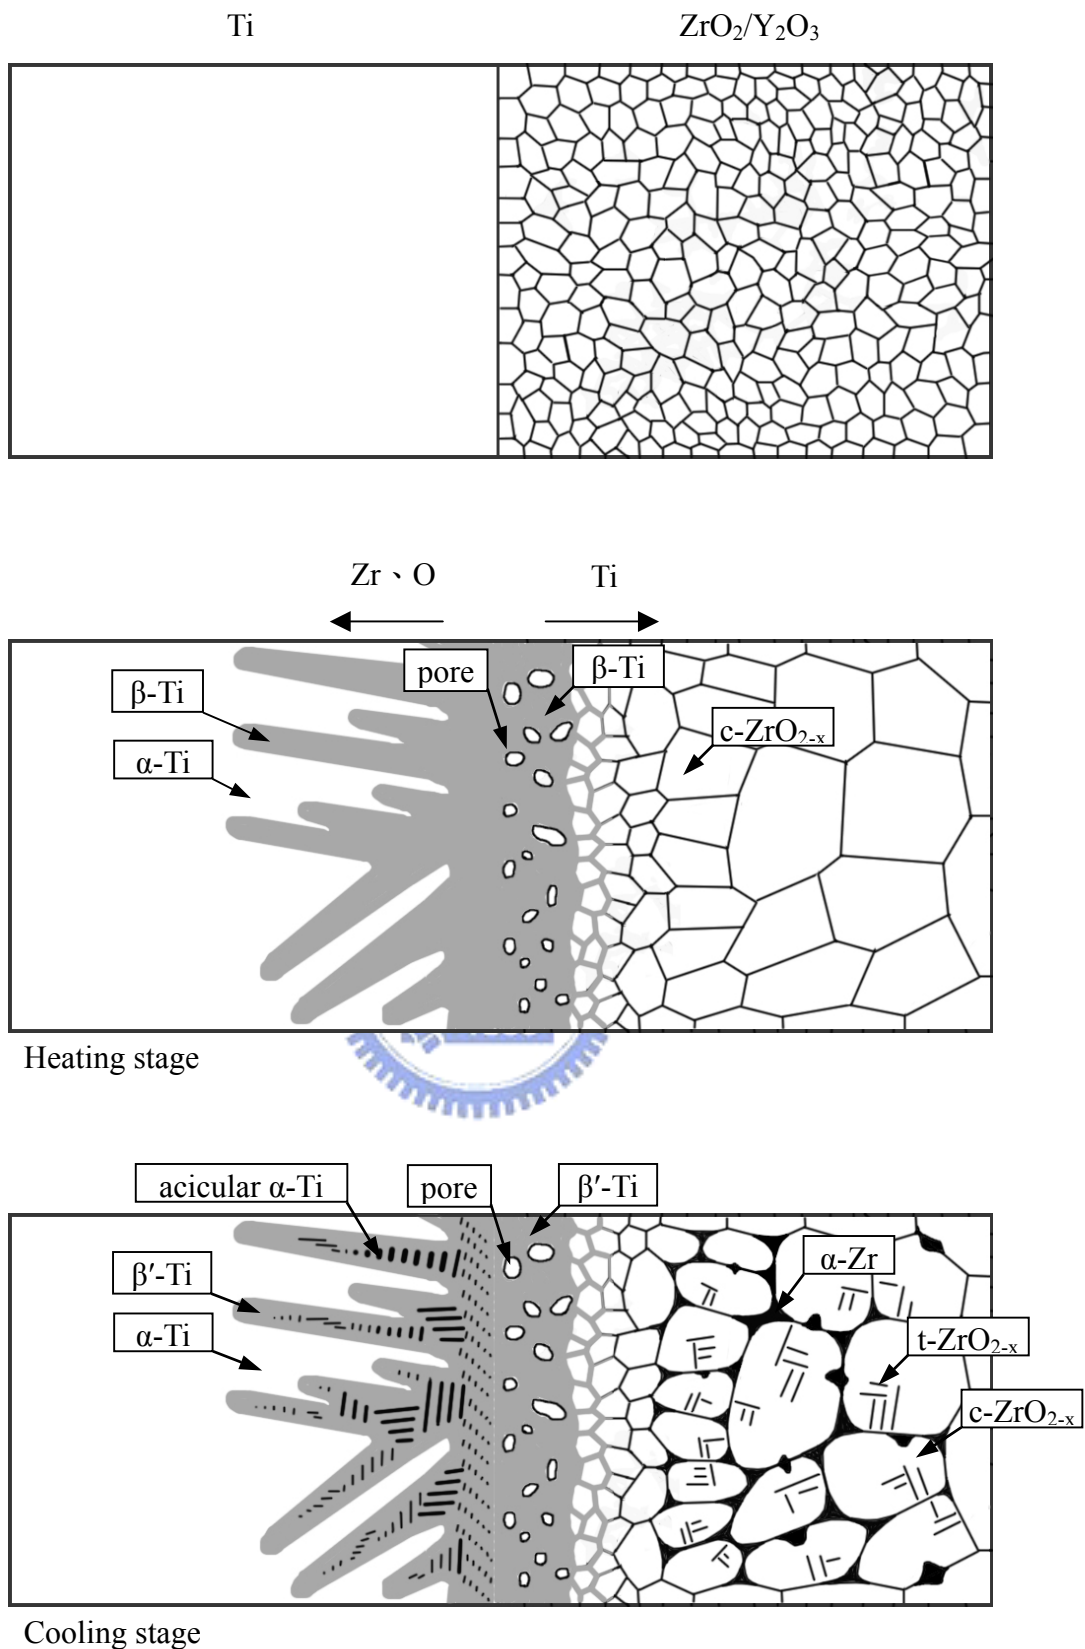 Ti ZrO₂/Y₂O₃
Zr、O Ti
pore β-Ti
β-Ti
c-ZrO₂₋ₓ
α-Ti
Heating stage
acicular α-Ti pore β′-Ti
α-Zr
β′-Ti
α-Ti t-ZrO₂₋ₓ
c-ZrO₂₋ₓ
Cooling stage